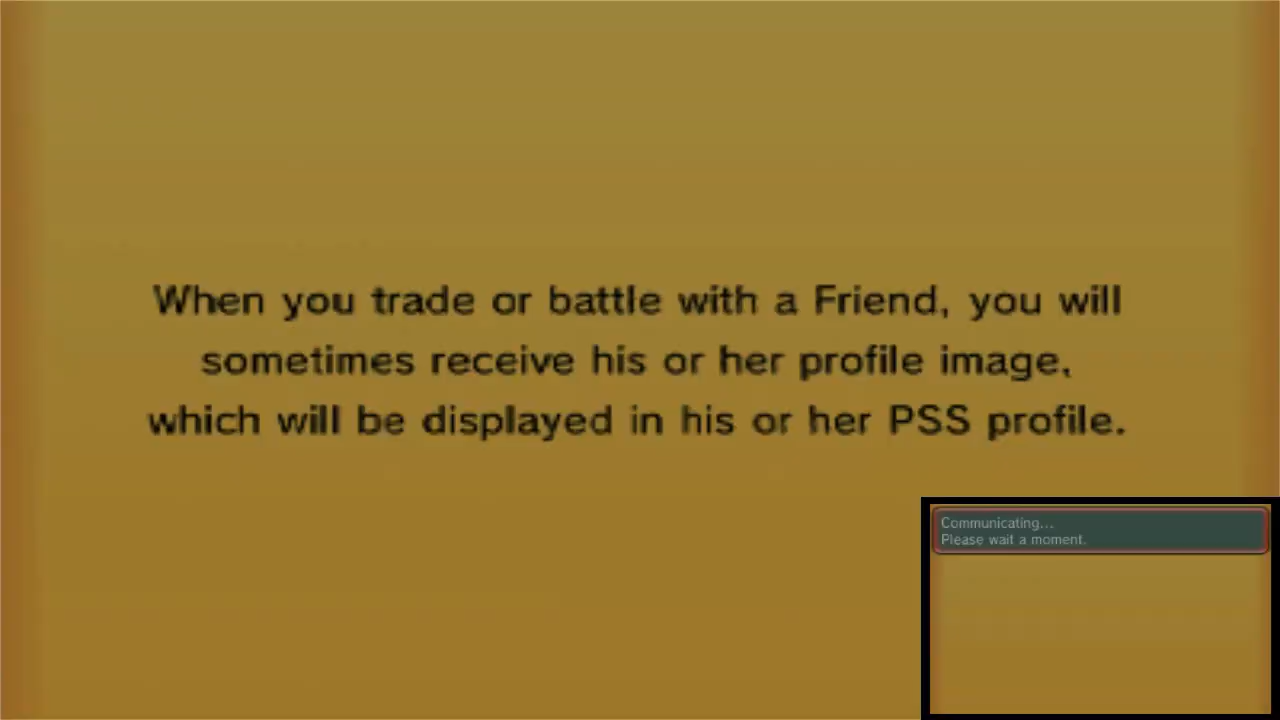 When you trade or battle with a Friend, you will
sometimes receive his or her profile image,
which will be displayed in his or her PSS profile.
Communicating...
Please wait a moment.